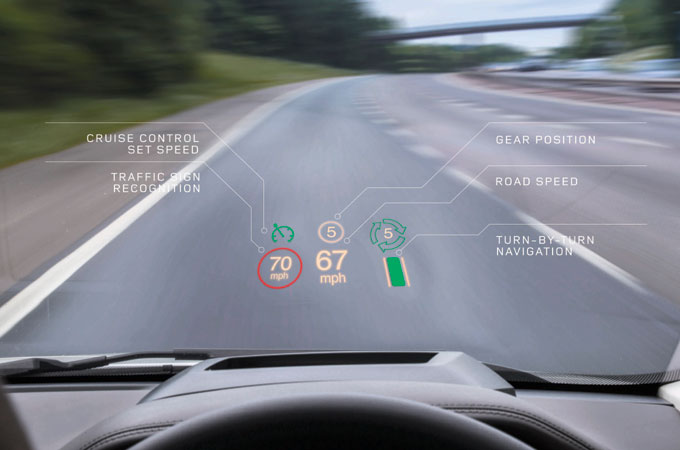 CRUISE CONTROL
SET SPEED
TRAFFIC SIGN
RECOGNITION
GEAR POSITION
ROAD SPEED
TURN-BY-TURN
NAVIGATION
5
5
70
mph
67
mph